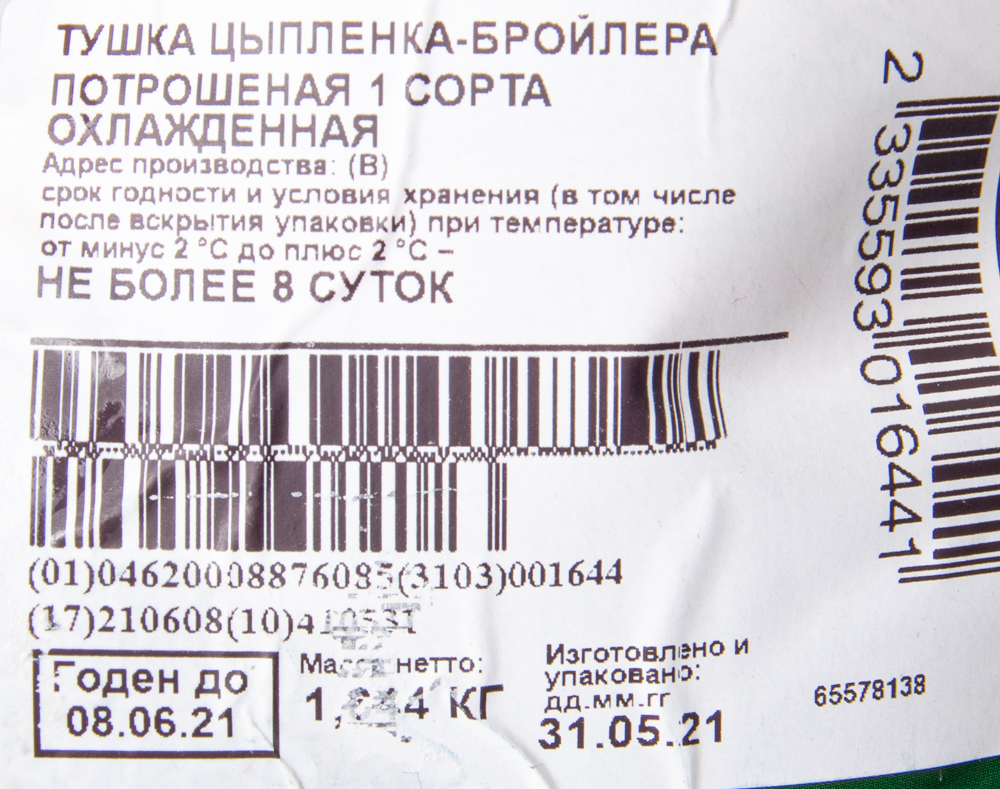 ТУШКА ЦЫПЛЕНКА-БРОЙЛЕРА
ПОТРОШЕНАЯ 1 СОРТА
ОХЛАЖДЕННАЯ
Адрес производства: (В)
срок годности и условия хранения (в том числе
после вскрытия упаковки) при температуре:
от минус 2 °С до плюс 2 °С –
НЕ БОЛЕЕ 8 СУТОК
(01)04620008876085(3103)001644
(17)210608(10)
Годен до
08.06.21
Масса нетто:
КГ
Изготовлено и
упаковано:
дд.мм.гг
31.05.21
65578138
2 335593 016441